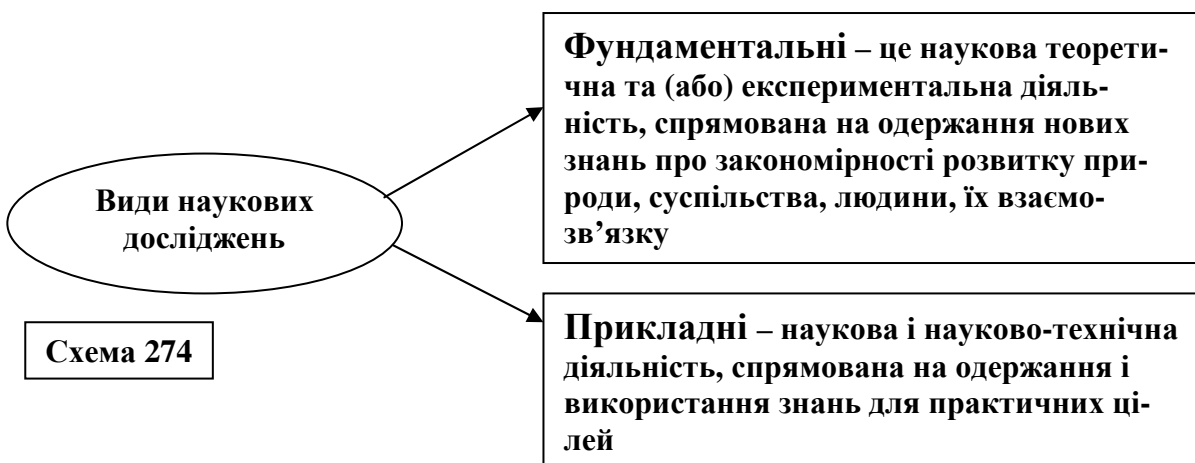 Фундаментальні – це наукова теорети-
чна та (або) експериментальна діяль-
ність, спрямована на одержання нових
знань про закономірності розвитку при-
роди, суспільства, людини, їх взаємо-
зв’язку
Види наукових
досліджень
Схема 274
Прикладні – наукова і науково-технічна
діяльність, спрямована на одержання і
використання знань для практичних ці-
лей